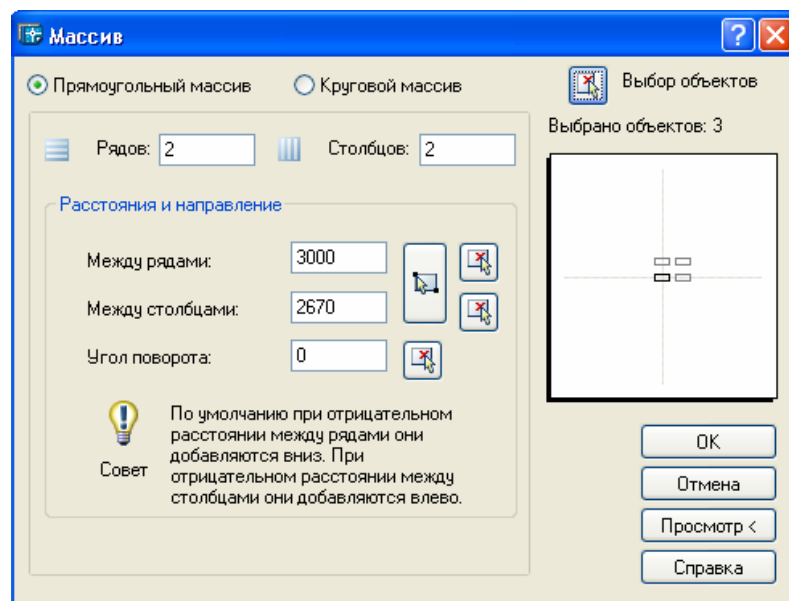 Массив
Прямоугольный массив
Круговой массив
Выбор объектов
Выбрано объектов: 3
Рядов: 2
Столбцов: 2
Расстояния и направление
Между рядами: 3000
Между столбцами: 2670
Угол поворота: 0
Совет
По умолчанию при отрицательном
расстоянии между рядами они
добавляются вниз. При
отрицательном расстоянии между
столбцами они добавляются влево.
OK
Отмена
Просмотр <
Справка